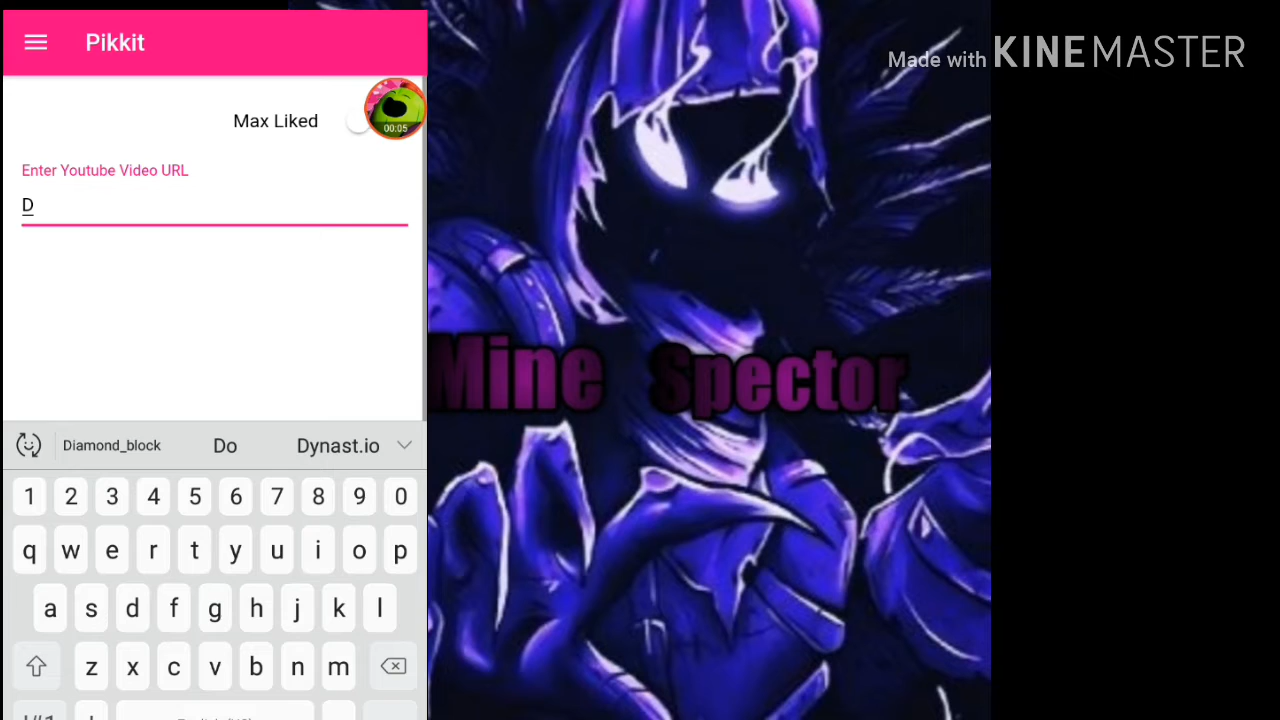 Pikkit
Made with KINEMASTER
Max Liked
00:05
Enter Youtube Video URL
D
Mine Spector
Diamond_block Do Dynast.io
1 2 3 4 5 6 7 8 9 0
q w e r t y u i o p
a s d f g h j k l
z x c v b n m